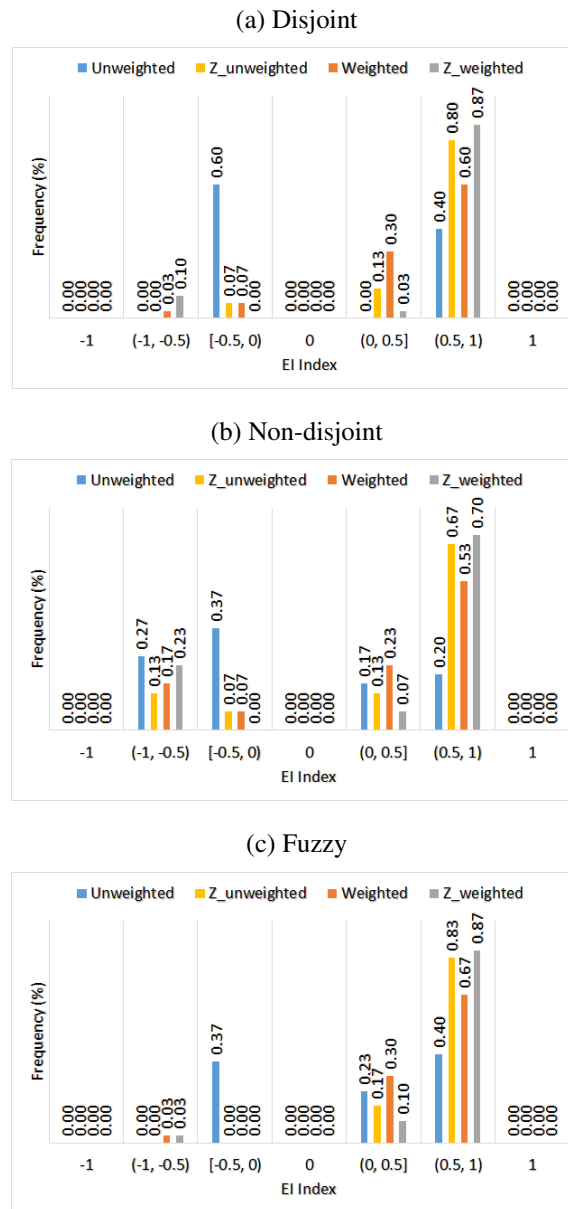 (a) Disjoint
Unweighted Z_unweighted Weighted Z_weighted
Frequency (%)
0.00 0.00 0.00 0.00 0.00 0.00 0.03 0.10 0.60 0.07 0.07 0.00 0.00 0.00 0.00 0.00 0.00 0.13 0.30 0.03 0.40 0.80 0.60 0.87 0.00 0.00 0.00 0.00
-1 (-1, -0.5) [-0.5, 0) 0 (0, 0.5] (0.5, 1) 1
EI Index
(b) Non-disjoint
Unweighted Z_unweighted Weighted Z_weighted
Frequency (%)
0.00 0.00 0.00 0.00 0.27 0.13 0.17 0.23 0.37 0.07 0.07 0.00 0.00 0.00 0.00 0.00 0.17 0.13 0.23 0.07 0.20 0.67 0.53 0.70 0.00 0.00 0.00 0.00
-1 (-1, -0.5) [-0.5, 0) 0 (0, 0.5] (0.5, 1) 1
EI Index
(c) Fuzzy
Unweighted Z_unweighted Weighted Z_weighted
Frequency (%)
0.00 0.00 0.00 0.00 0.00 0.00 0.03 0.03 0.37 0.00 0.00 0.00 0.00 0.00 0.00 0.00 0.23 0.17 0.30 0.10 0.40 0.83 0.67 0.87 0.00 0.00 0.00 0.00
-1 (-1, -0.5) [-0.5, 0) 0 (0, 0.5] (0.5, 1) 1
EI Index